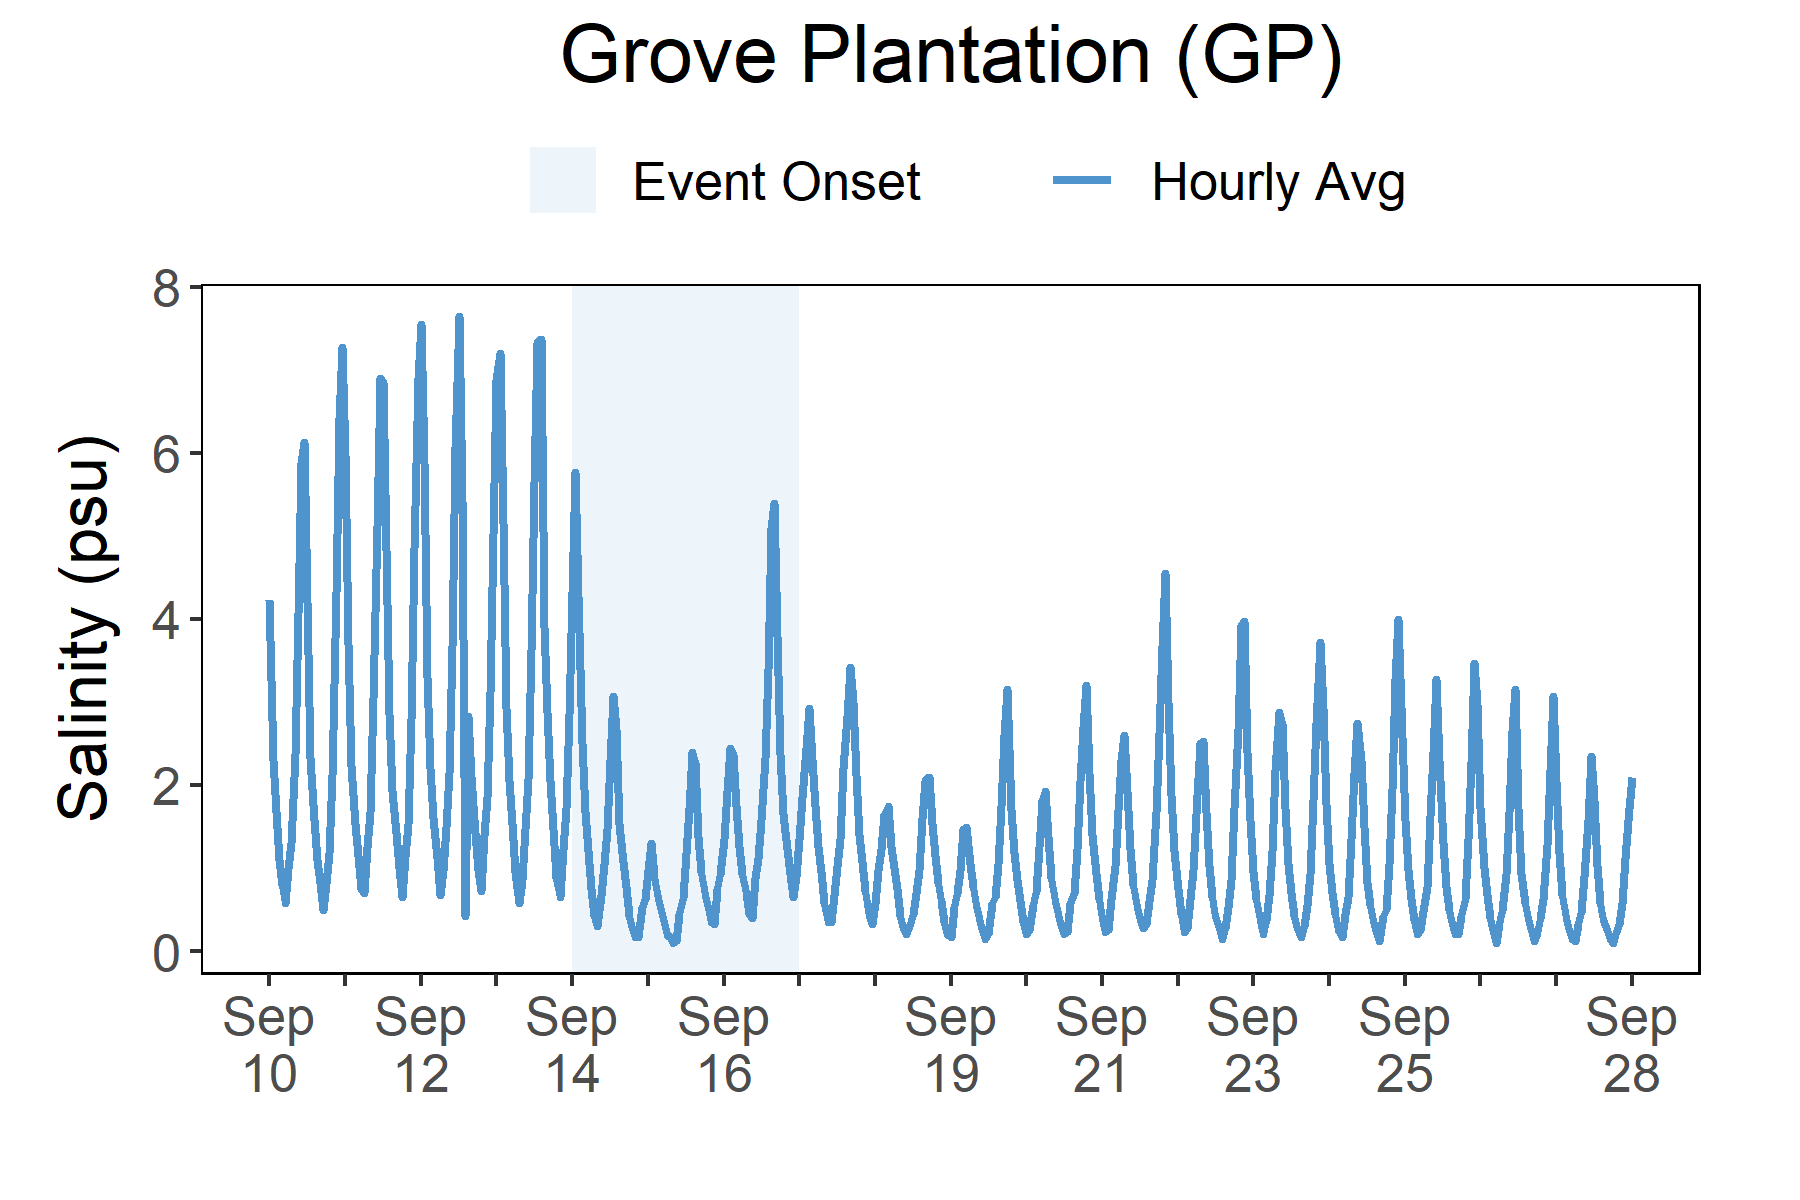 Grove Plantation (GP)
Event Onset Hourly Avg
Salinity (psu)
8
6
4
2
0
Sep Sep Sep Sep Sep Sep Sep Sep Sep
10 12 14 16 19 21 23 25 28